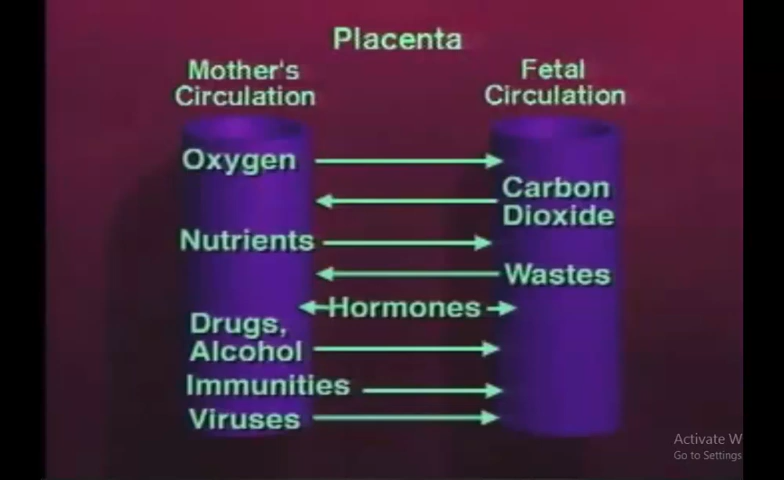 Placenta
Mother's
Circulation
Fetal
Circulation
Oxygen
Carbon
Dioxide
Nutrients
Wastes
Hormones
Drugs,
Alcohol
Immunities
Viruses
Activate W
Go to Settings